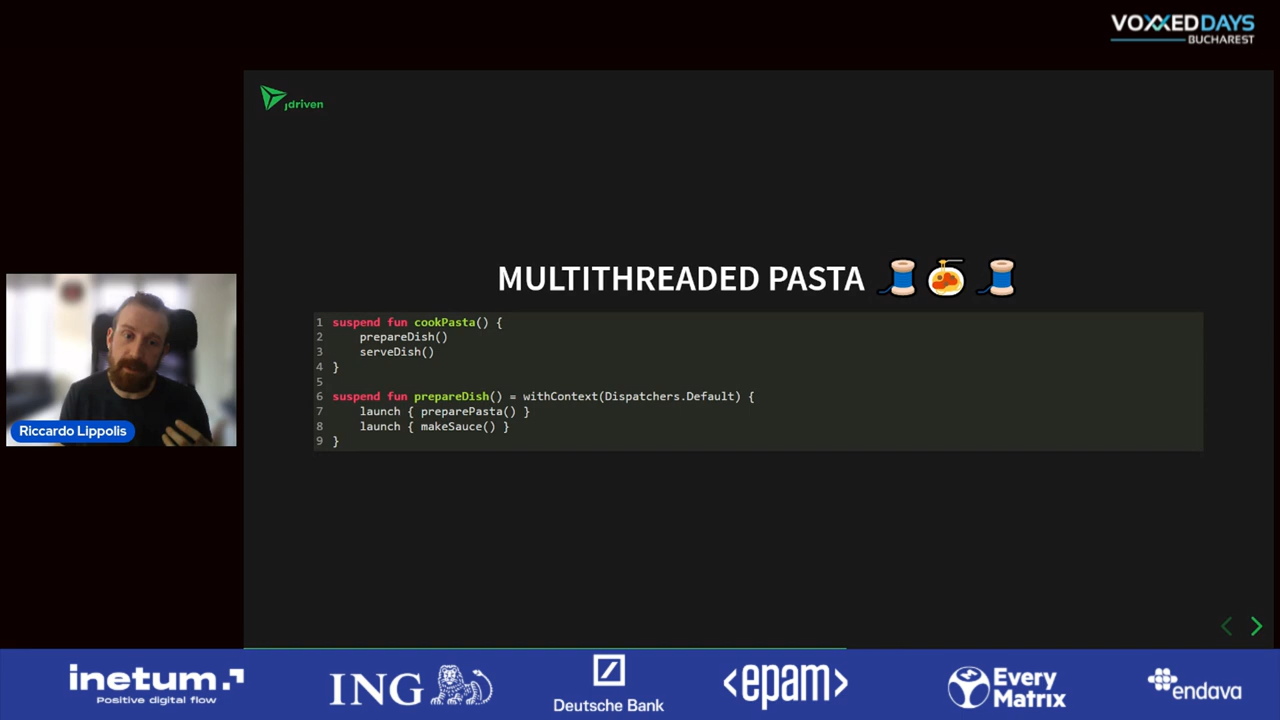 VOXXEDDAYS
BUCHAREST
jdriven
MULTITHREADED PASTA
1 suspend fun cookPasta() {
2     prepareDish()
3     serveDish()
4 }
5
6 suspend fun prepareDish() = withContext(Dispatchers.Default) {
7     launch { preparePasta() }
8     launch { makeSauce() }
9 }
Riccardo Lippolis
inetum.
Positive digital flow
ING
Deutsche Bank
<epam>
Every
Matrix
endava